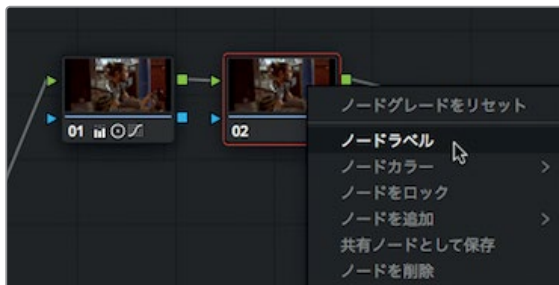 01
02
ノードグレードをリセット
ノードラベル
ノードカラー
ノードをロック
ノードを追加
共有ノードとして保存
ノードを削除